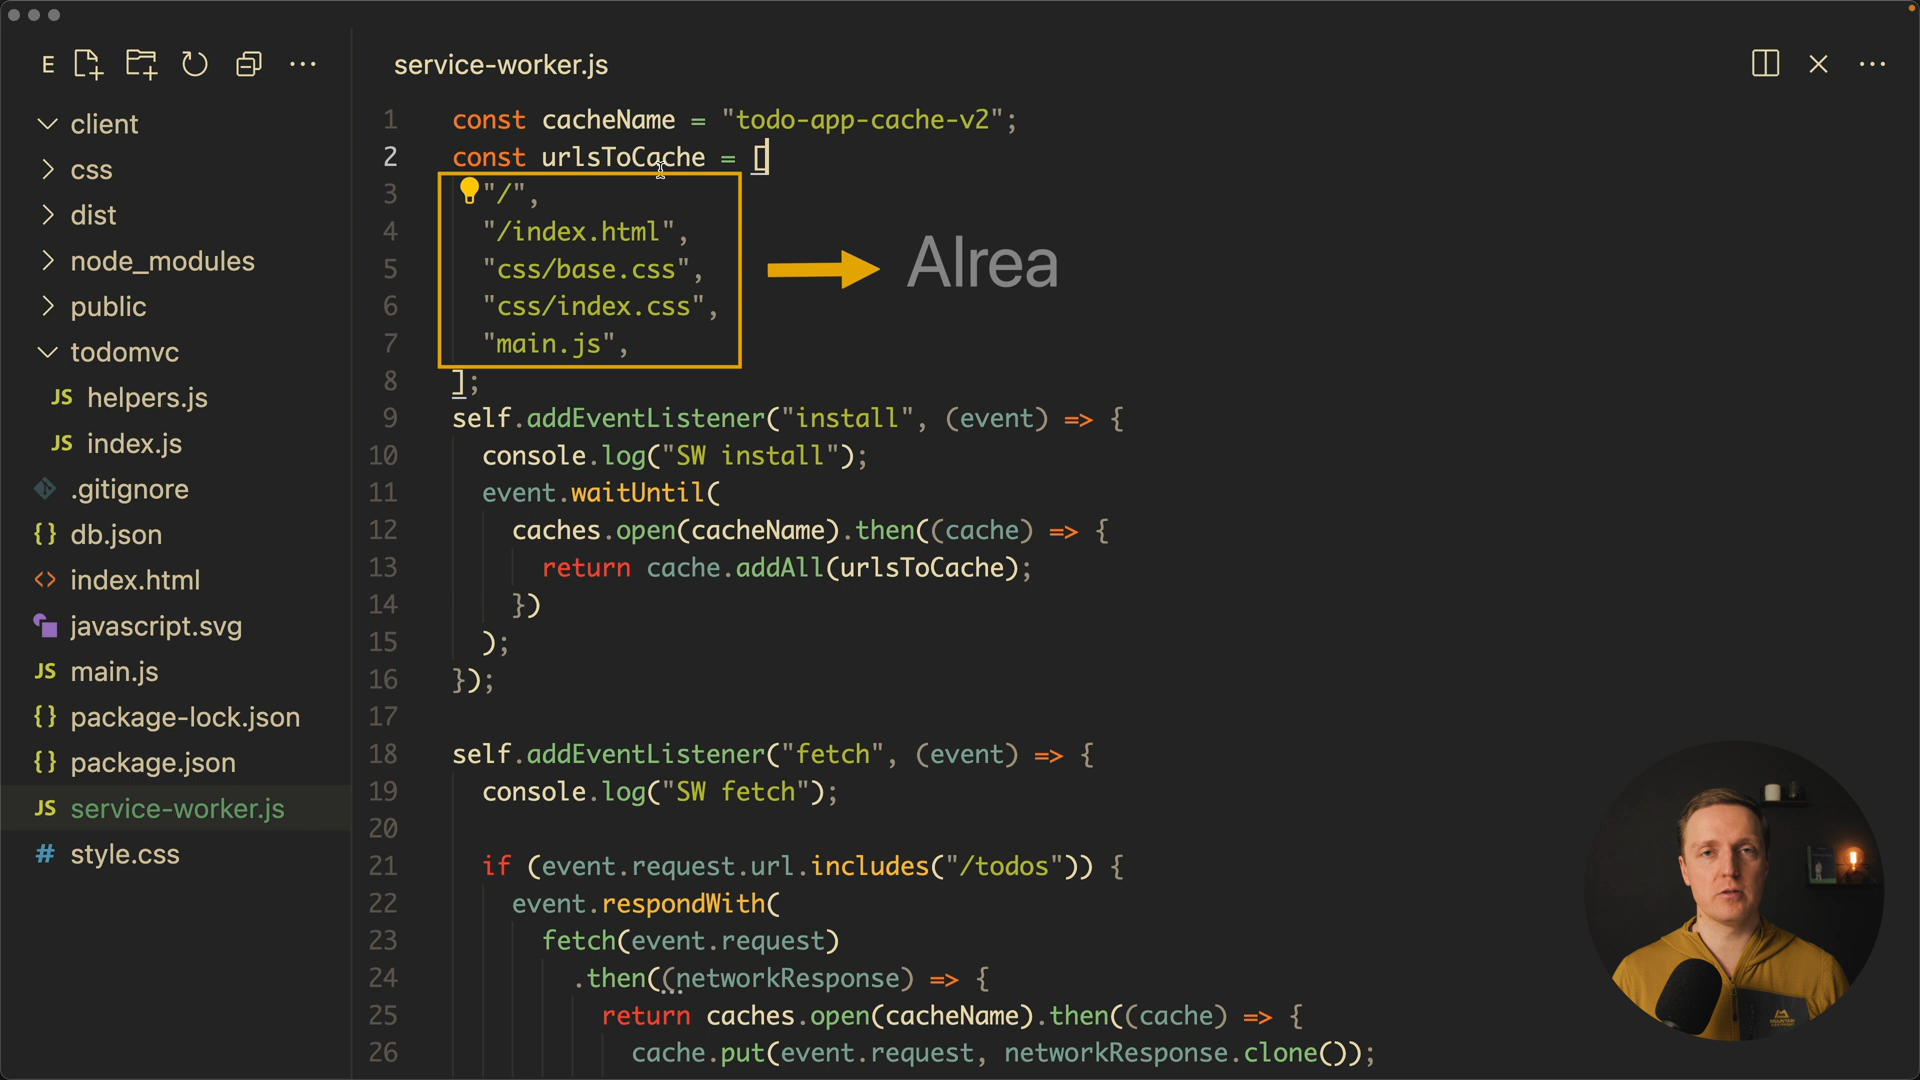 E
service-worker.js
client
css
dist
node_modules
public
todomvc
JS helpers.js
JS index.js
.gitignore
{} db.json
<> index.html
javascript.svg
JS main.js
{} package-lock.json
{} package.json
JS service-worker.js
# style.css
1 const cacheName = "todo-app-cache-v2";
2 const urlsToCache = [
3 "/",
4 "/index.html",
5 "css/base.css",
6 "css/index.css",
7 "main.js",
8 ];
9 self.addEventListener("install", (event) => {
10 console.log("SW install");
11 event.waitUntil(
12 caches.open(cacheName).then((cache) => {
13 return cache.addAll(urlsToCache);
14 })
15 );
16 });
17
18 self.addEventListener("fetch", (event) => {
19 console.log("SW fetch");
20
21 if (event.request.url.includes("/todos")) {
22 event.respondWith(
23 fetch(event.request)
24 .then((networkResponse) => {
25 return caches.open(cacheName).then((cache) => {
26 cache.put(event.request, networkResponse.clone());
Alrea